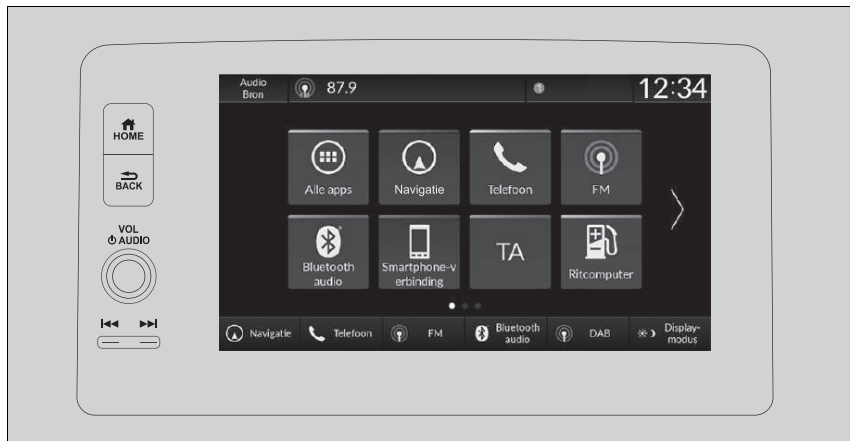 Audio
Bron
87.9
12:34
HOME
BACK
VOL
AUDIO
Alle apps
Navigatie
Telefoon
FM
Bluetooth
audio
Smartphone-v
erbinding
TA
Ritcomputer
Navigatie
Telefoon
FM
Bluetooth
audio
DAB
Display-
modus